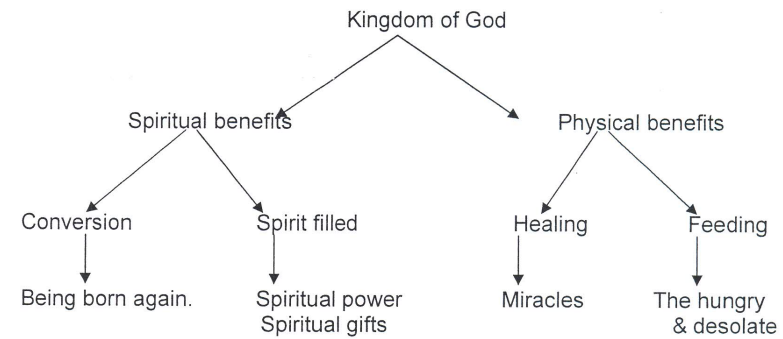 Kingdom of God
Spiritual benefits
Physical benefits
Conversion
Spirit filled
Healing
Feeding
Being born again.
Spiritual power
Spiritual gifts
Miracles
The hungry
& desolate